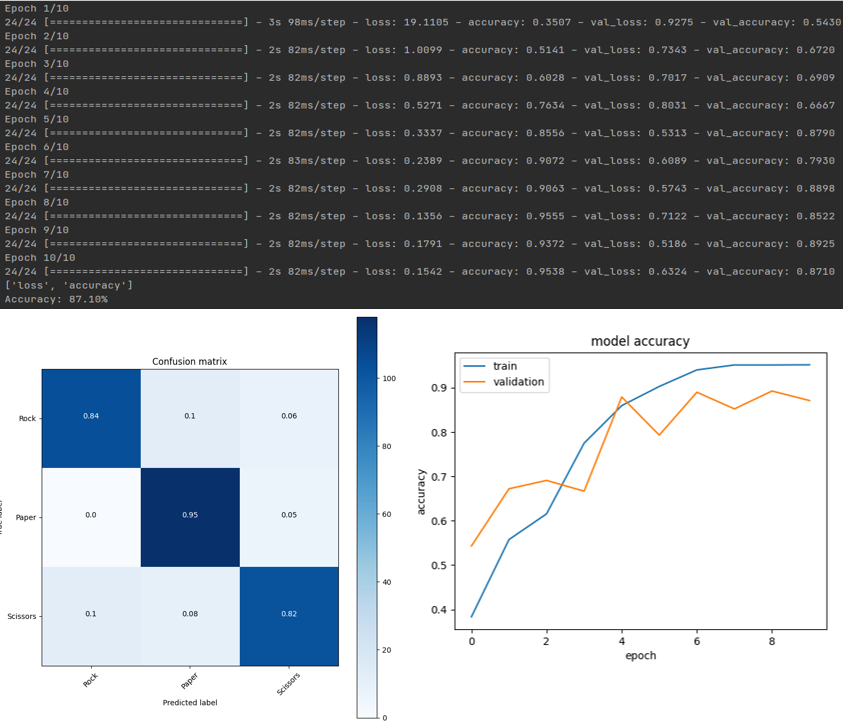 Epoch 1/10
24/24 [==============================] - 3s 98ms/step - loss: 19.1105 - accuracy: 0.3507 - val_loss: 0.9275 - val_accuracy: 0.5430
Epoch 2/10
24/24 [==============================] - 2s 82ms/step - loss: 1.0099 - accuracy: 0.5141 - val_loss: 0.7343 - val_accuracy: 0.6720
Epoch 3/10
24/24 [==============================] - 2s 82ms/step - loss: 0.8893 - accuracy: 0.6028 - val_loss: 0.7017 - val_accuracy: 0.6909
Epoch 4/10
24/24 [==============================] - 2s 82ms/step - loss: 0.5271 - accuracy: 0.7634 - val_loss: 0.8031 - val_accuracy: 0.6667
Epoch 5/10
24/24 [==============================] - 2s 82ms/step - loss: 0.3337 - accuracy: 0.8556 - val_loss: 0.5313 - val_accuracy: 0.8790
Epoch 6/10
24/24 [==============================] - 2s 83ms/step - loss: 0.2389 - accuracy: 0.9072 - val_loss: 0.6089 - val_accuracy: 0.7930
Epoch 7/10
24/24 [==============================] - 2s 82ms/step - loss: 0.2908 - accuracy: 0.9063 - val_loss: 0.5743 - val_accuracy: 0.8898
Epoch 8/10
24/24 [==============================] - 2s 82ms/step - loss: 0.1356 - accuracy: 0.9555 - val_loss: 0.7122 - val_accuracy: 0.8522
Epoch 9/10
24/24 [==============================] - 2s 82ms/step - loss: 0.1791 - accuracy: 0.9372 - val_loss: 0.5186 - val_accuracy: 0.8925
Epoch 10/10
24/24 [==============================] - 2s 82ms/step - loss: 0.1542 - accuracy: 0.9538 - val_loss: 0.6324 - val_accuracy: 0.8710
['loss', 'accuracy']
Accuracy: 87.10%
Confusion matrix
Rock 0.84 0.1 0.06
Paper 0.0 0.95 0.05
Scissors 0.1 0.08 0.82
Rock Paper Scissors
Predicted label
100
80
60
40
20
0
model accuracy
train
validation
accuracy
0.9
0.8
0.7
0.6
0.5
0.4
0 2 4 6 8
epoch